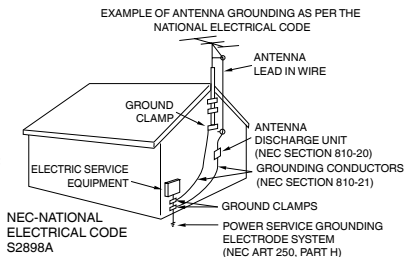 EXAMPLE OF ANTENNA GROUNDING AS PER THE
NATIONAL ELECTRICAL CODE
ANTENNA
LEAD IN WIRE
GROUND
CLAMP
ANTENNA
DISCHARGE UNIT
(NEC SECTION 810-20)
ELECTRIC SERVICE
EQUIPMENT
GROUNDING CONDUCTORS
(NEC SECTION 810-21)
GROUND CLAMPS
NEC-NATIONAL
ELECTRICAL CODE
S2898A
POWER SERVICE GROUNDING
ELECTRODE SYSTEM
(NEC ART 250, PART H)